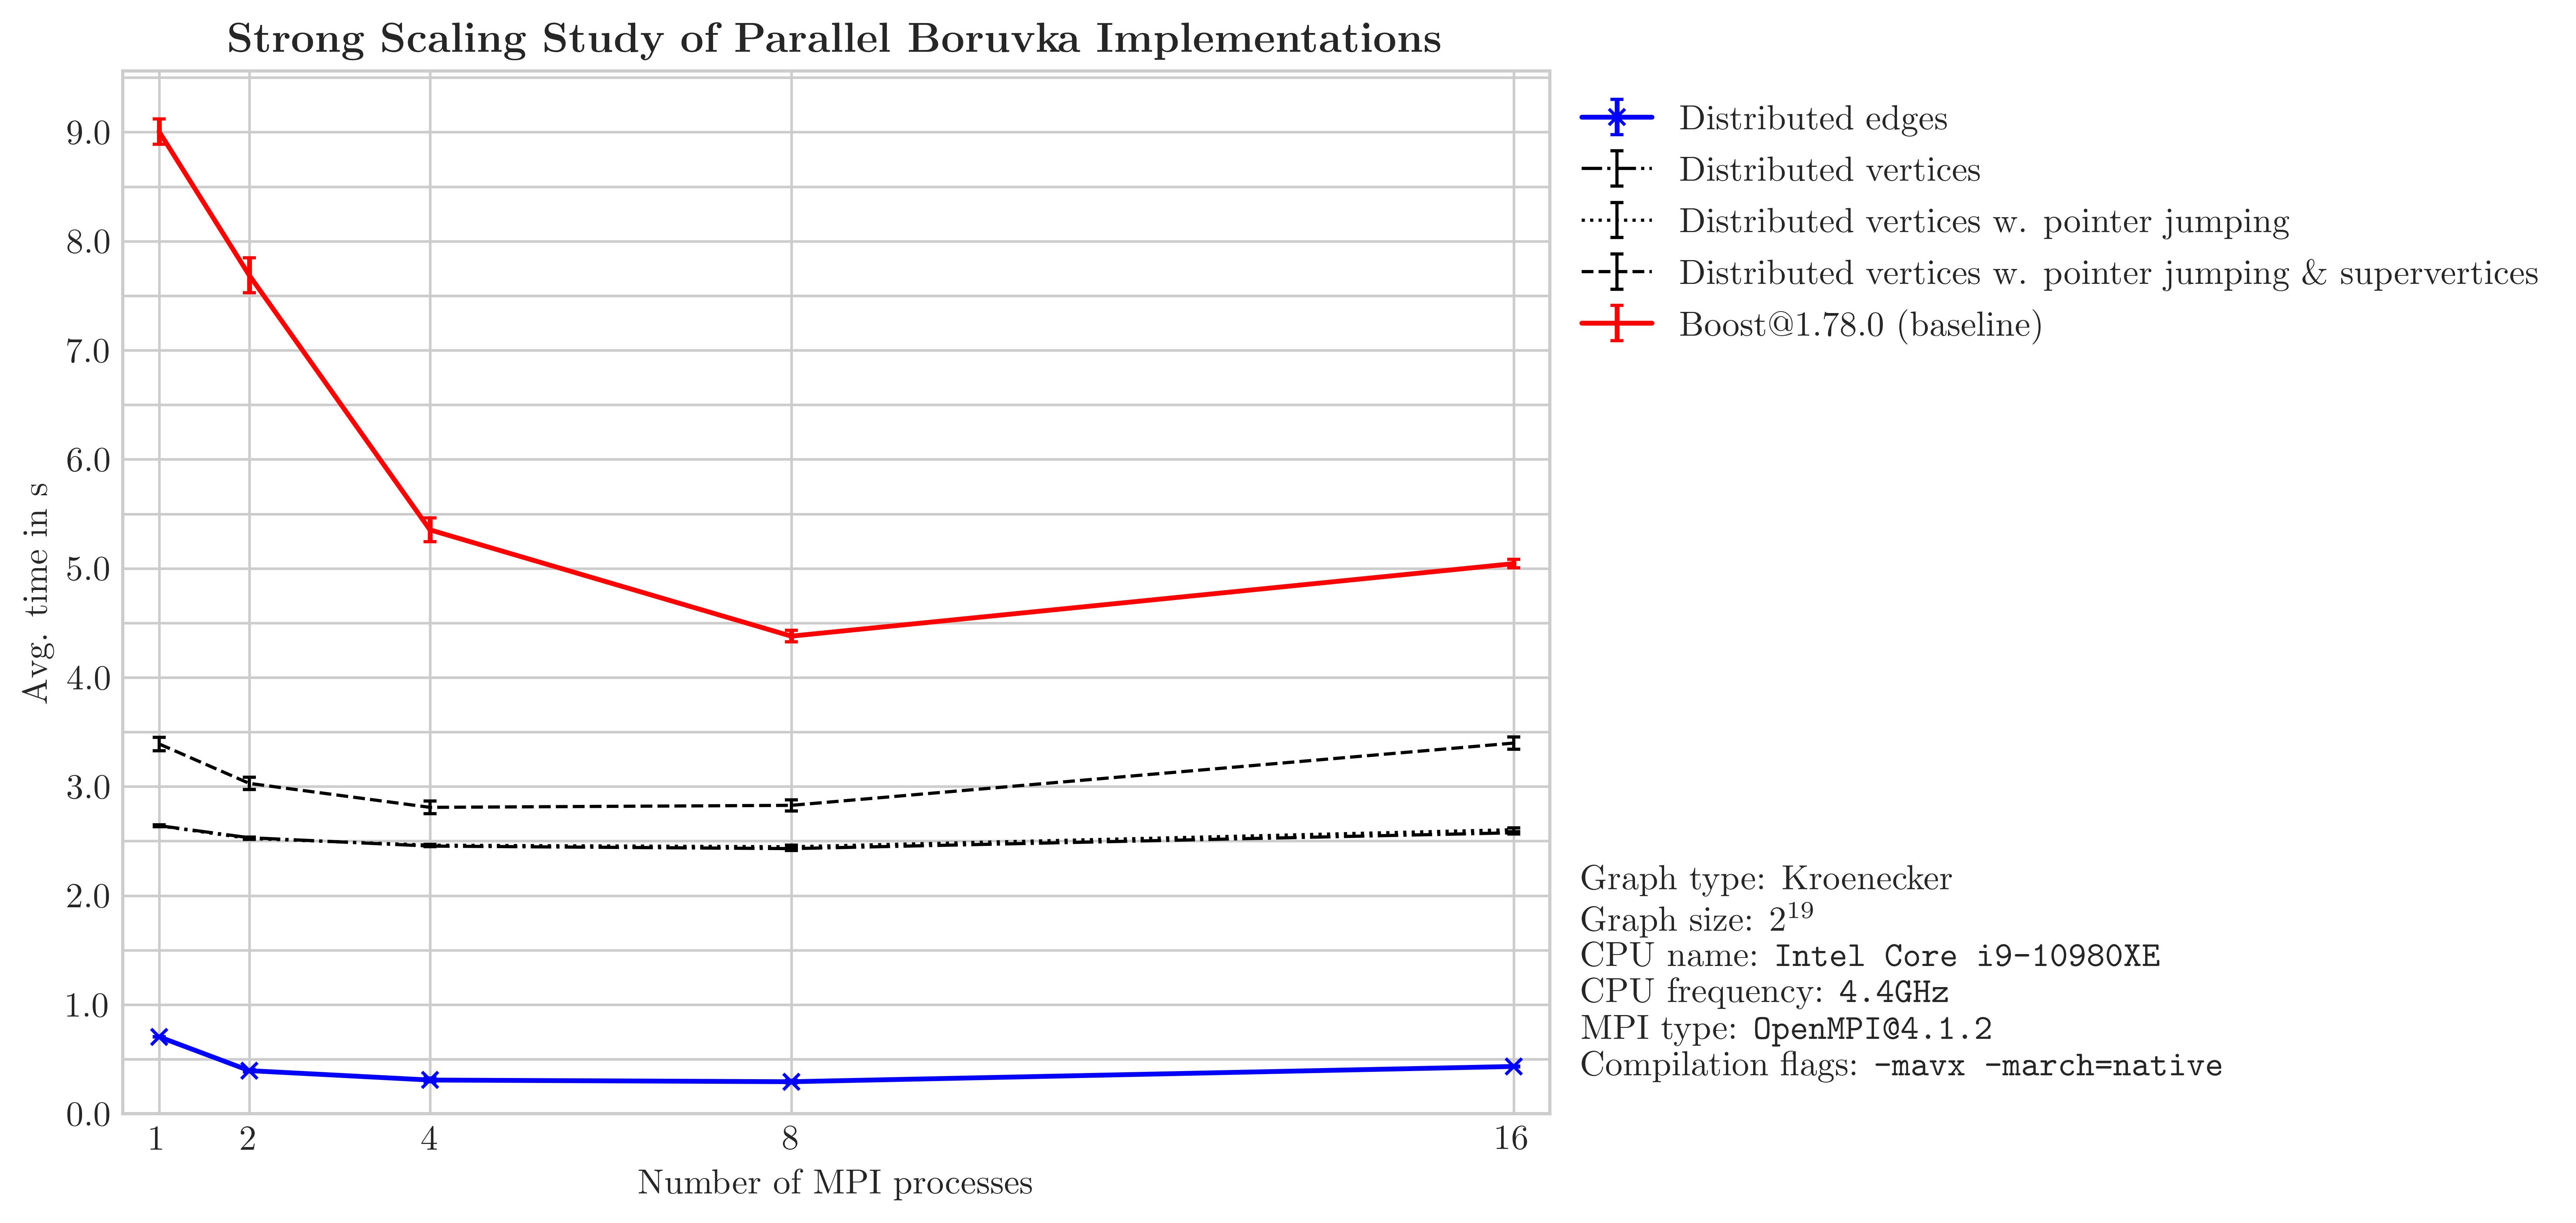 Strong Scaling Study of Parallel Boruvka Implementations
9.0
8.0
7.0
6.0
5.0
4.0
3.0
2.0
1.0
0.0
Avg. time in s
1 2 4 8 16
Number of MPI processes
Distributed edges
Distributed vertices
Distributed vertices w. pointer jumping
Distributed vertices w. pointer jumping & supervertices
Boost@1.78.0 (baseline)
Graph type: Kroenecker
Graph size: 2¹⁹
CPU name: Intel Core i9-10980XE
CPU frequency: 4.4GHz
MPI type: OpenMPI@4.1.2
Compilation flags: -mavx -march=native